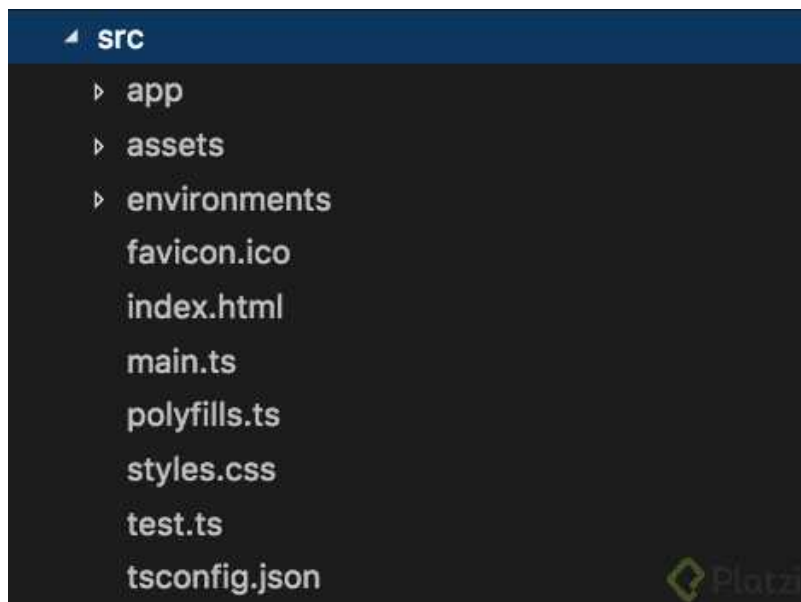 src
app
assets
environments
favicon.ico
index.html
main.ts
polyfills.ts
styles.css
test.ts
tsconfig.json
Platzi